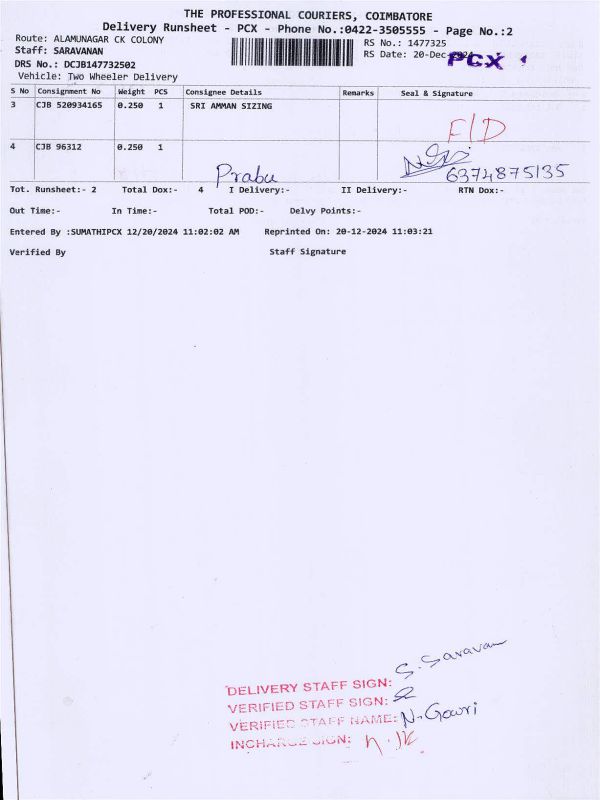 THE PROFESSIONAL COURIERS, COIMBATORE
Delivery Runsheet - PCX - Phone No.:0422-3505555 - Page No.:2
Route: ALAMUNAGAR CK COLONY
RS No.: 1477325
Staff: SARAVANAN
RS Date: 20-Dec-2024 PCX
DRS No.: DCJB147732502
Vehicle: Two Wheeler Delivery
S No Consignment No Weight PCS Consignee Details Remarks Seal & Signature
3 CJB 520934165 0.250 1 SRI AMMAN SIZING
F/D
4 CJB 96312 0.250 1
Prabu 6374875135
Tot. Runsheet:- 2 Total Dox:- 4 I Delivery:- II Delivery:- RTN Dox:-
Out Time:- In Time:- Total POD:- Delvy Points:-
Entered By :SUMATHIPCX 12/20/2024 11:02:02 AM Reprinted On: 20-12-2024 11:03:21
Verified By Staff Signature
DELIVERY STAFF SIGN: S. Saravan
VERIFIED STAFF SIGN:
VERIFIED STAFF NAME: N. Gowri
INCHARGE SIGN: